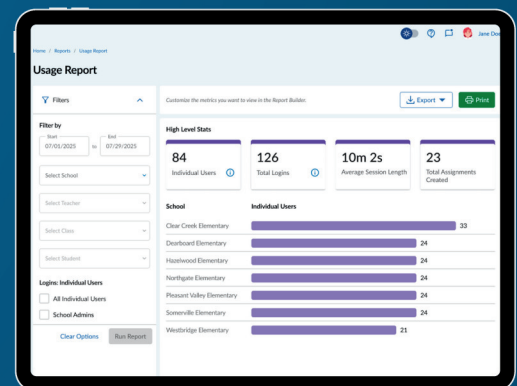 Jane Do
Home / Reports / Usage Report
Usage Report
Filters
Customize the metrics you want to view in the Report Builder.
Export
Print
Filter by
Start
07/01/2025
to
End
07/29/2025
Select School
Select Teacher
Select Class
Select Student
Logins: Individual Users
All Individual Users
School Admins
Clear Options
Run Report
High Level Stats
84
Individual Users
126
Total Logins
10m 2s
Average Session Length
23
Total Assignments
Created
School Individual Users
Clear Creek Elementary 33
Deerboard Elementary 24
Hazelwood Elementary 24
Northgate Elementary 24
Pleasant Valley Elementary 24
Somerville Elementary 24
Westbridge Elementary 21